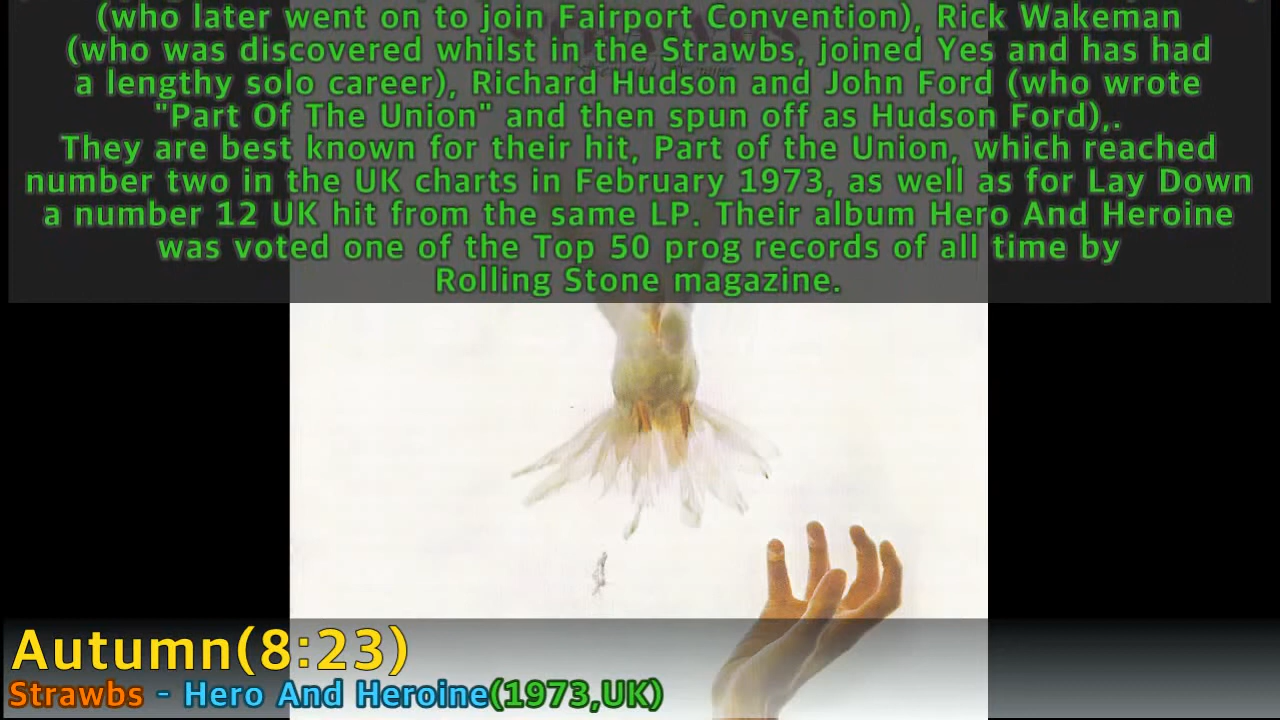 (who later went on to join Fairport Convention), Rick Wakeman
(who was discovered whilst in the Strawbs, joined Yes and has had
a lengthy solo career), Richard Hudson and John Ford (who wrote
"Part Of The Union" and then spun off as Hudson Ford),.
They are best known for their hit, Part of the Union, which reached
number two in the UK charts in February 1973, as well as for Lay Down
a number 12 UK hit from the same LP. Their album Hero And Heroine
was voted one of the Top 50 prog records of all time by
Rolling Stone magazine.
Autumn(8:23)
Strawbs - Hero And Heroine(1973,UK)